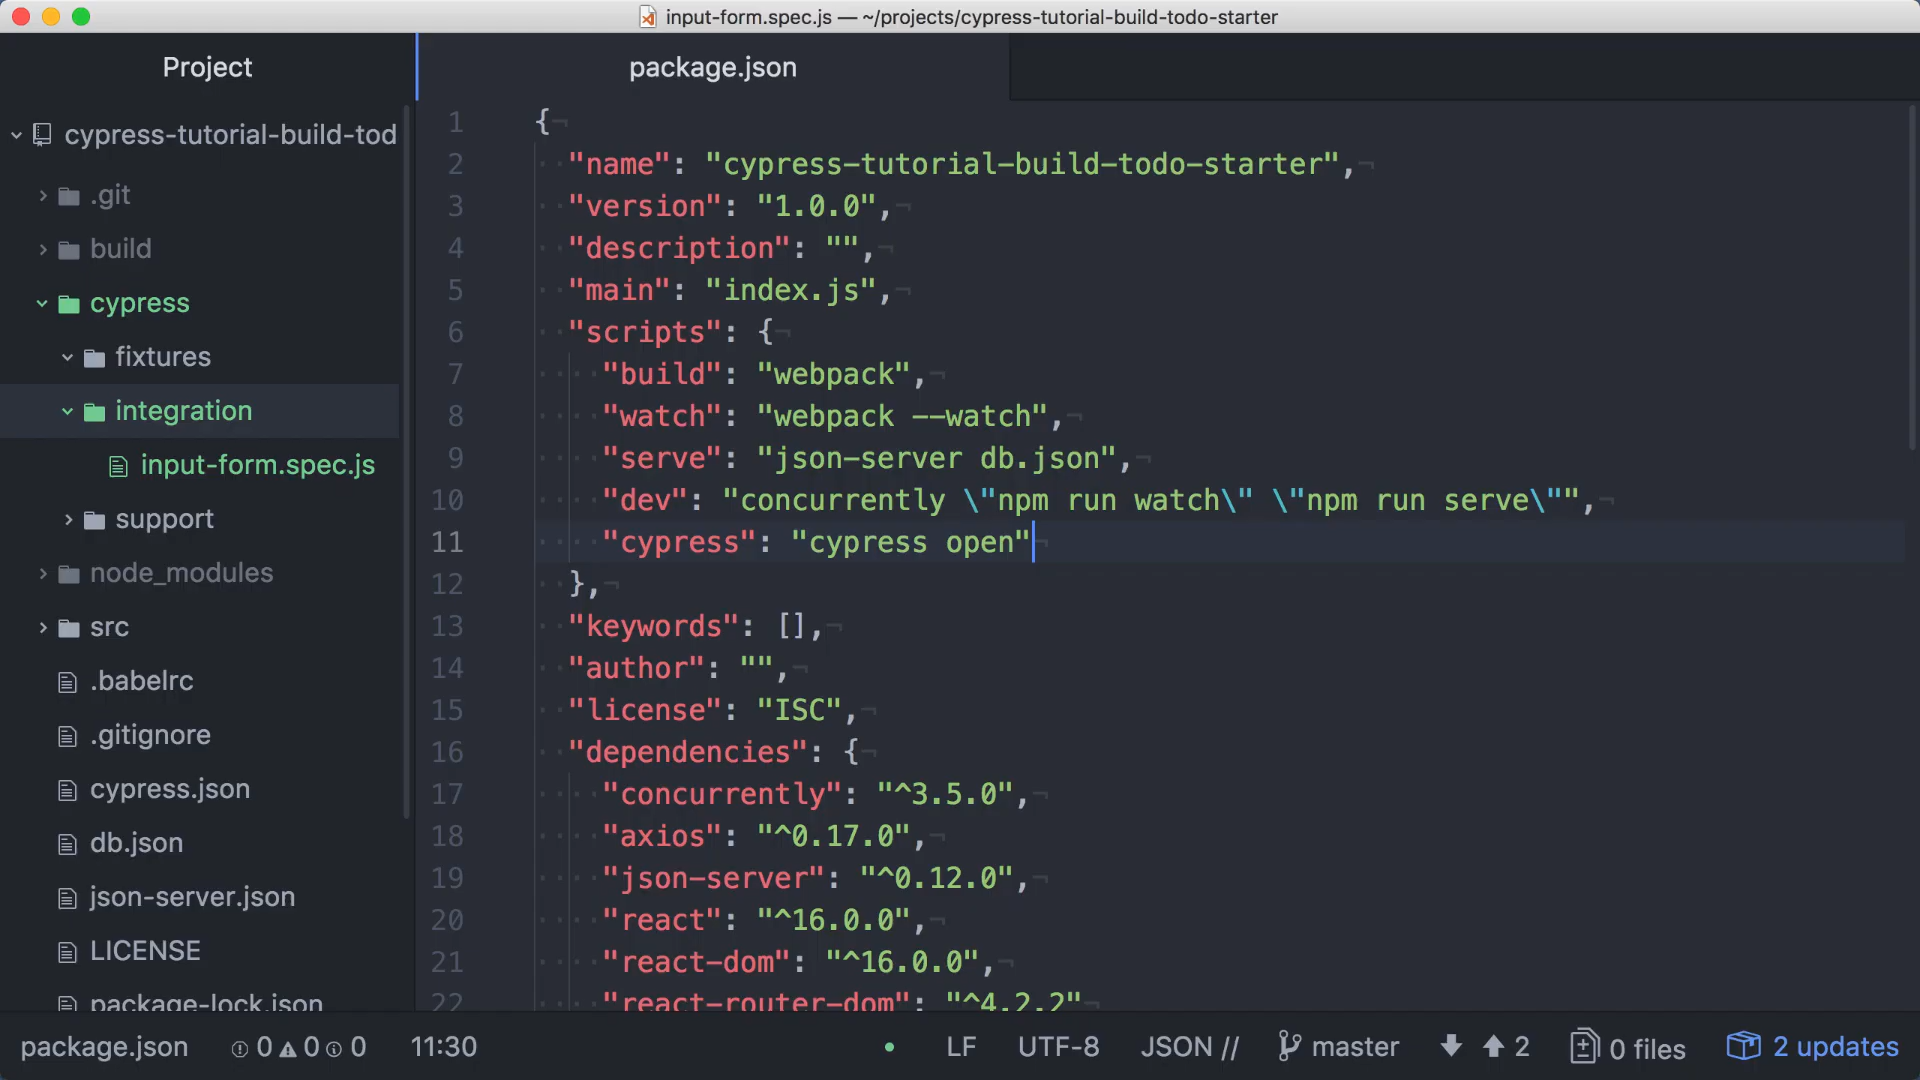 input-form.spec.js — ~/projects/cypress-tutorial-build-todo-starter
Project
package.json
cypress-tutorial-build-tod
.git
build
cypress
fixtures
integration
input-form.spec.js
support
node_modules
src
.babelrc
.gitignore
cypress.json
db.json
json-server.json
LICENSE
package-lock.json
1 {
2 "name": "cypress-tutorial-build-todo-starter",
3 "version": "1.0.0",
4 "description": "",
5 "main": "index.js",
6 "scripts": {
7 "build": "webpack",
8 "watch": "webpack --watch",
9 "serve": "json-server db.json",
10 "dev": "concurrently \"npm run watch\" \"npm run serve\"",
11 "cypress": "cypress open"
12 },
13 "keywords": [],
14 "author": "",
15 "license": "ISC",
16 "dependencies": {
17 "concurrently": "^3.5.0",
18 "axios": "^0.17.0",
19 "json-server": "^0.12.0",
20 "react": "^16.0.0",
21 "react-dom": "^16.0.0",
22 "react-router-dom": "^4.2.2"
package.json 0 0 0 11:30 LF UTF-8 JSON // master 2 0 files 2 updates